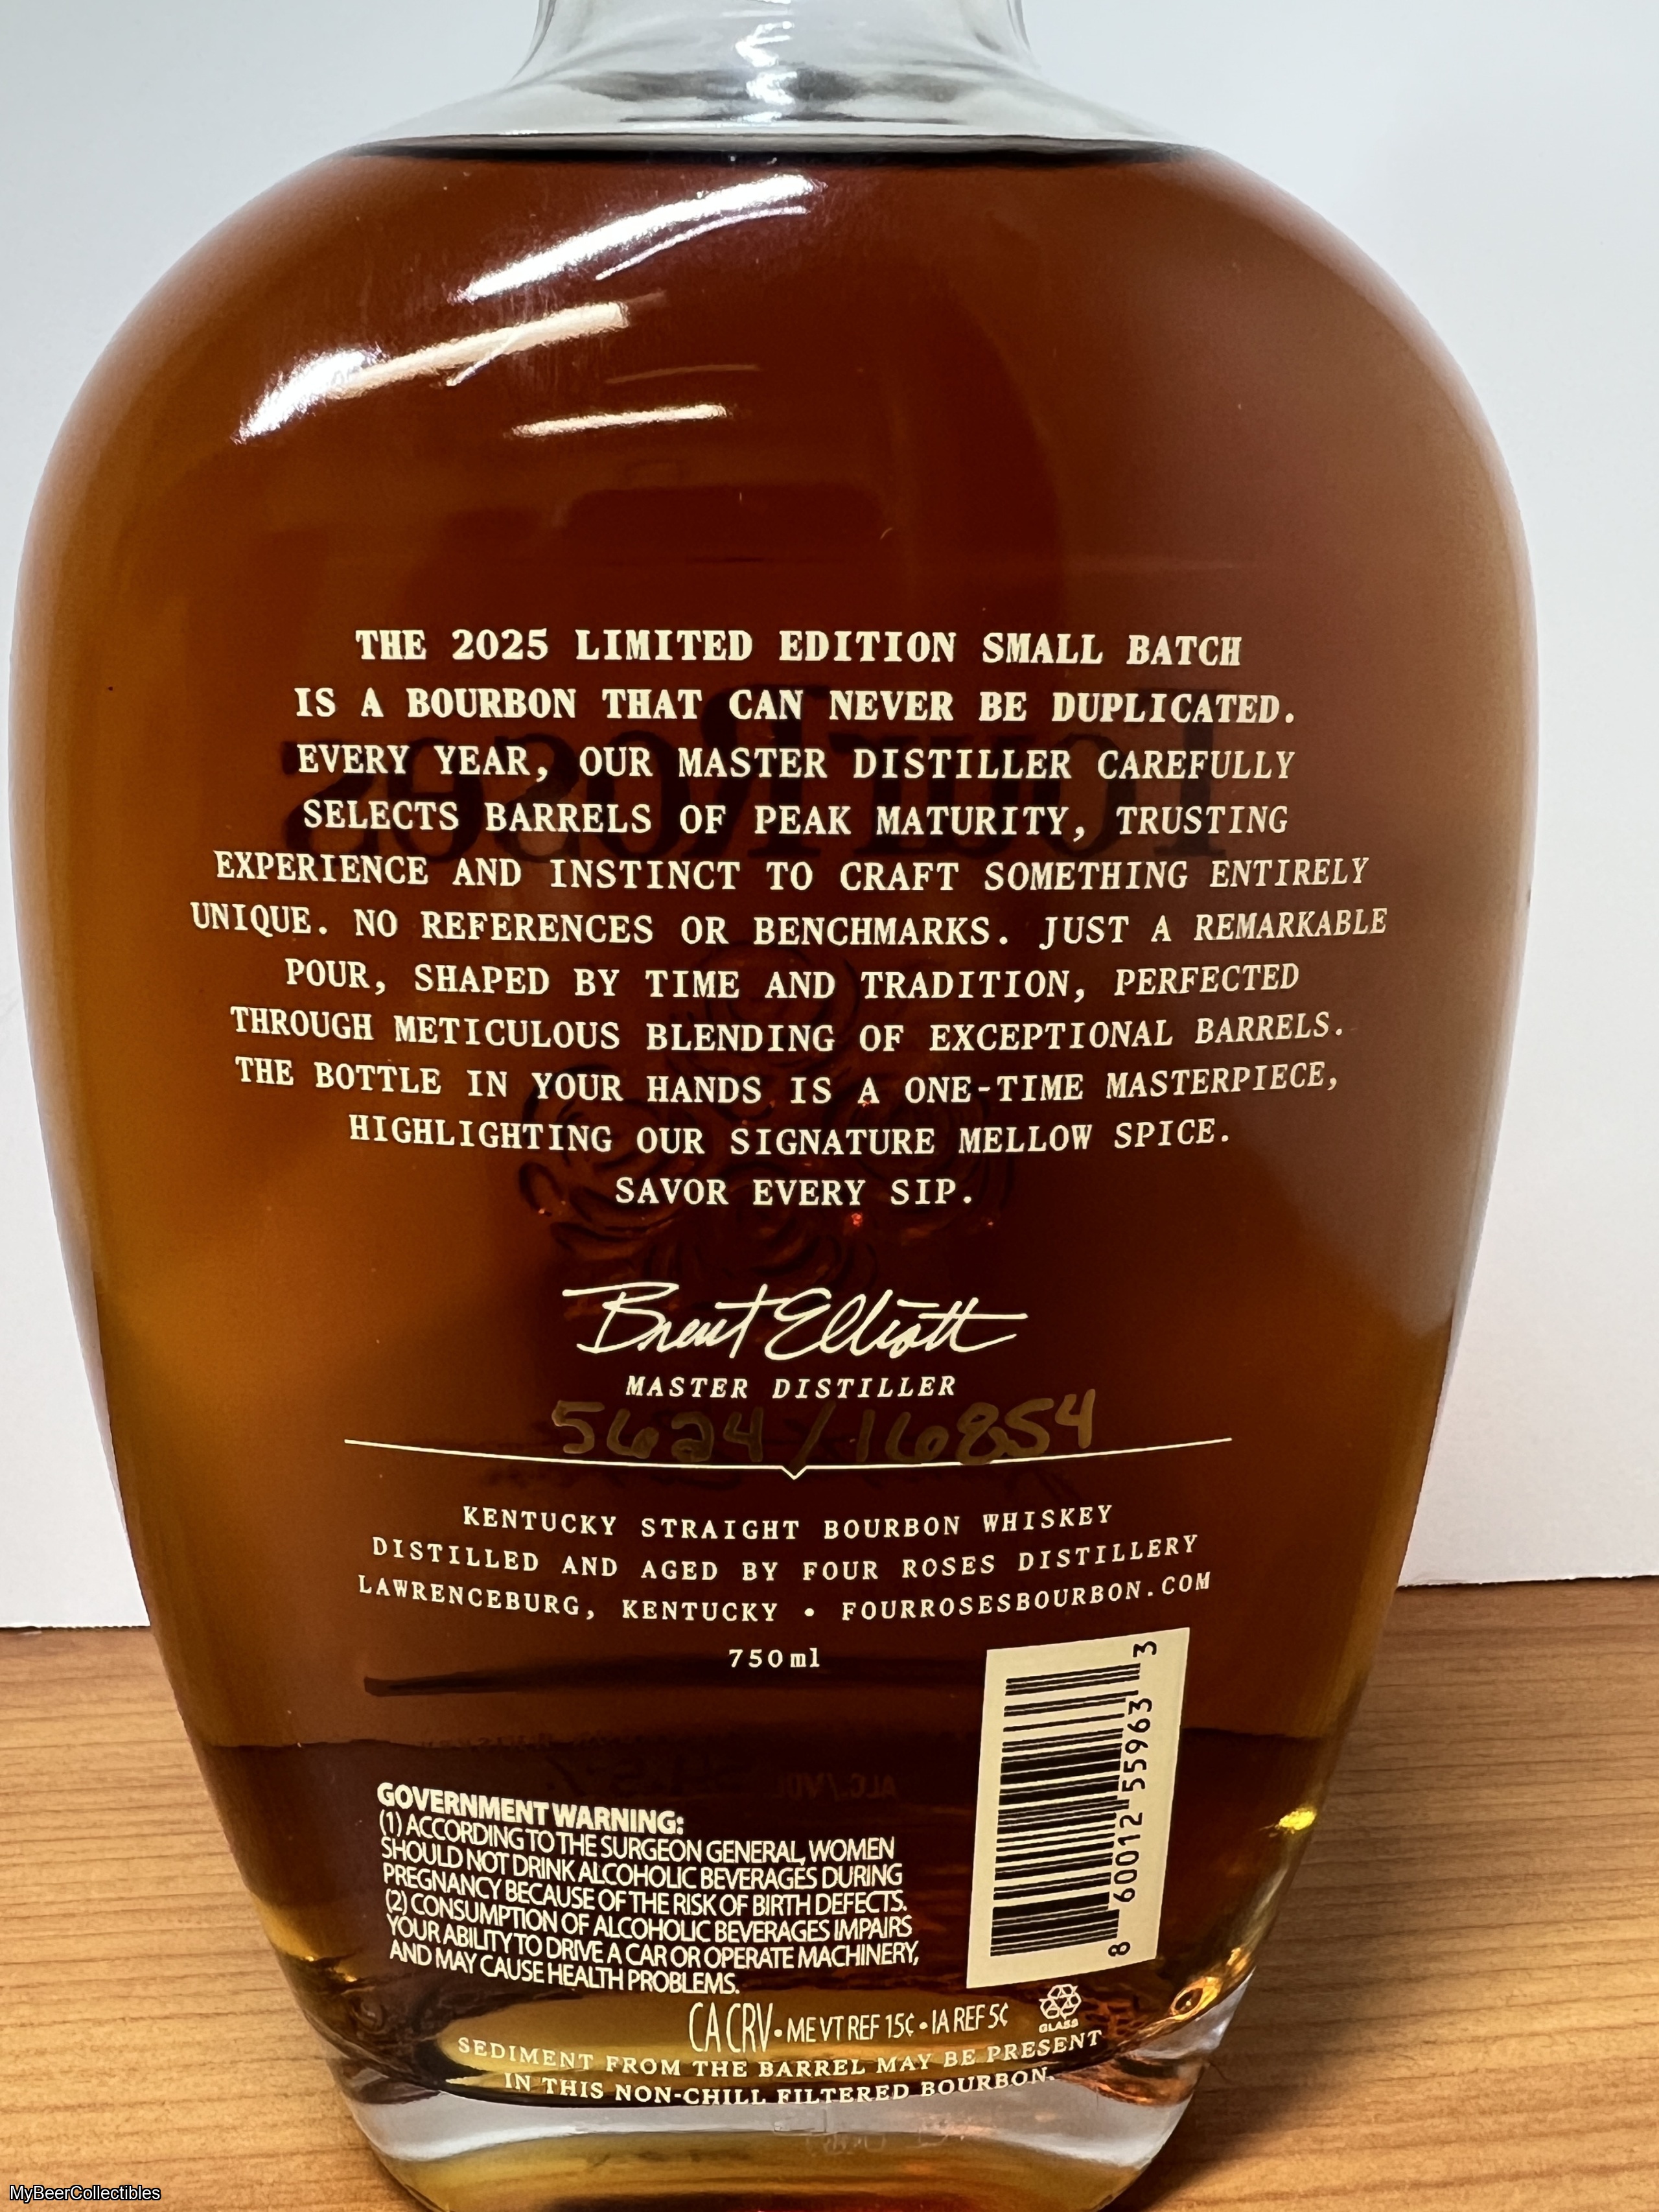 THE 2025 LIMITED EDITION SMALL BATCH
IS A BOURBON THAT CAN NEVER BE DUPLICATED.
EVERY YEAR, OUR MASTER DISTILLER CAREFULLY
SELECTS BARRELS OF PEAK MATURITY, TRUSTING
EXPERIENCE AND INSTINCT TO CRAFT SOMETHING ENTIRELY
UNIQUE. NO REFERENCES OR BENCHMARKS. JUST A REMARKABLE
POUR, SHAPED BY TIME AND TRADITION, PERFECTED
THROUGH METICULOUS BLENDING OF EXCEPTIONAL BARRELS.
THE BOTTLE IN YOUR HANDS IS A ONE-TIME MASTERPIECE,
HIGHLIGHTING OUR SIGNATURE MELLOW SPICE.
SAVOR EVERY SIP.
Brent Elliott
MASTER DISTILLER
5624/16854
KENTUCKY STRAIGHT BOURBON WHISKEY
DISTILLED AND AGED BY FOUR ROSES DISTILLERY
LAWRENCEBURG, KENTUCKY • FOURROSESBOURBON.COM
750ml
8 60012 55963 3
GOVERNMENT WARNING:
(1) ACCORDING TO THE SURGEON GENERAL, WOMEN
SHOULD NOT DRINK ALCOHOLIC BEVERAGES DURING
PREGNANCY BECAUSE OF THE RISK OF BIRTH DEFECTS.
(2) CONSUMPTION OF ALCOHOLIC BEVERAGES IMPAIRS
YOUR ABILITY TO DRIVE A CAR OR OPERATE MACHINERY,
AND MAY CAUSE HEALTH PROBLEMS.
CA CRV • ME VT REF 15¢ • IA REF 5¢
GLASS
SEDIMENT FROM THE BARREL MAY BE PRESENT
IN THIS NON-CHILL FILTERED BOURBON.
MyBeerCollectibles